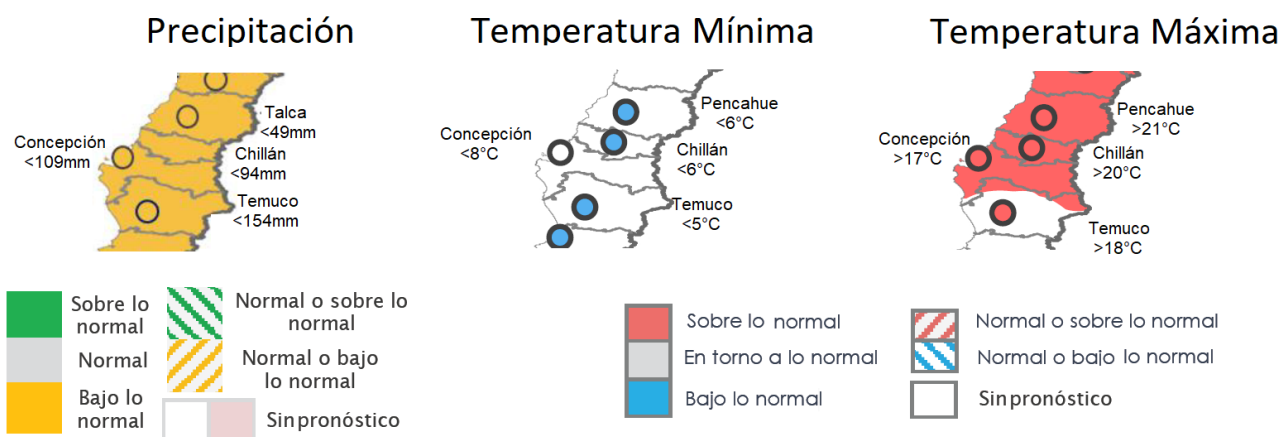 Precipitación
Talca
<49mm
Concepción
<109mm
Chillán
<94mm
Temuco
<154mm
Temperatura Mínima
Pencahue
<6°C
Concepción
<8°C
Chillán
<6°C
Temuco
<5°C
Temperatura Máxima
Pencahue
>21°C
Concepción
>17°C
Chillán
>20°C
Temuco
>18°C
Sobre lo
normal
Normal
Bajo lo
normal
Normal o sobre lo
normal
Normal o bajo
lo normal
Sin pronóstico
Sobre lo normal
En torno a lo normal
Bajo lo normal
Normal o sobre lo normal
Normal o bajo lo normal
Sin pronóstico